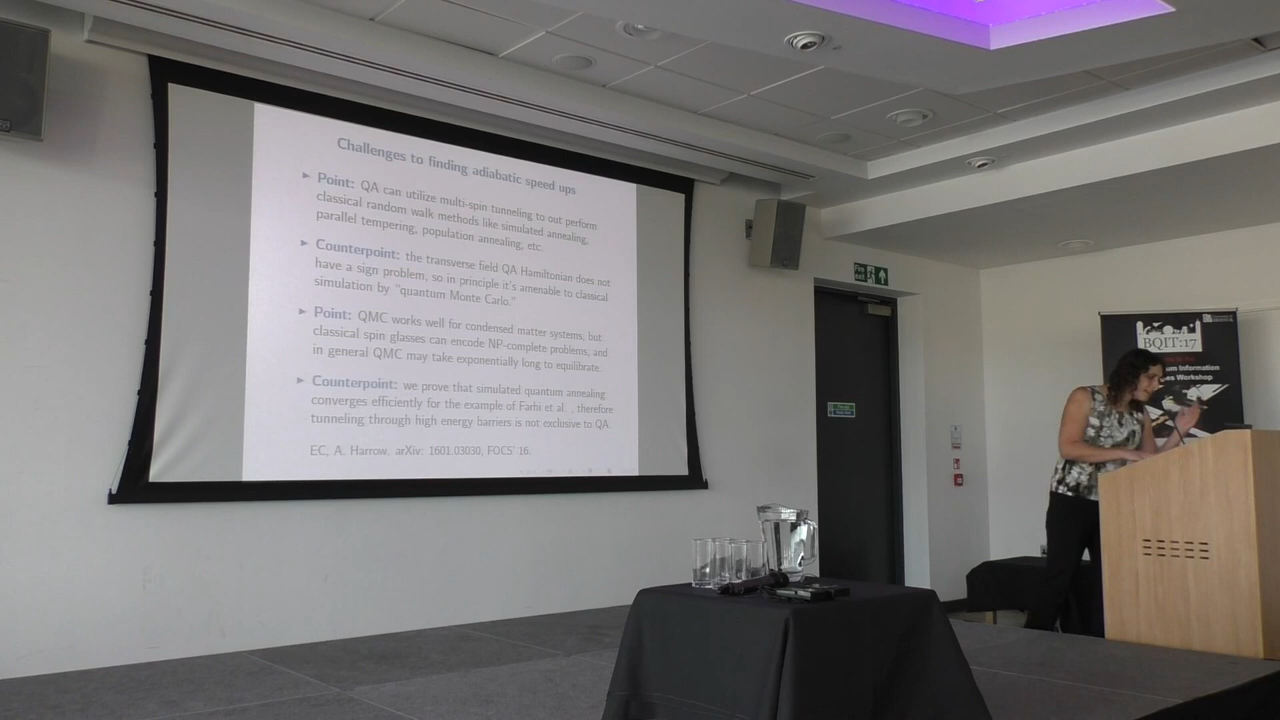 Challenges to finding adiabatic speed ups
► Point: QA can utilize multi-spin tunneling to out perform
classical random walk methods like simulated annealing,
parallel tempering, population annealing, etc.
► Counterpoint: the transverse field QA Hamiltonian does not
have a sign problem, so in principle it's amenable to classical
simulation by "quantum Monte Carlo."
► Point: QMC works well for condensed matter systems, but
classical spin glasses can encode NP-complete problems, and
in general QMC may take exponentially long to equilibrate.
► Counterpoint: we prove that simulated quantum annealing
converges efficiently for the example of Farhi et al. , therefore
tunneling through high energy barriers is not exclusive to QA.
EC, A. Harrow, arXiv: 1601.03030, FOCS' 16.
Fire
exit
BQIT:17
Information
Workshop